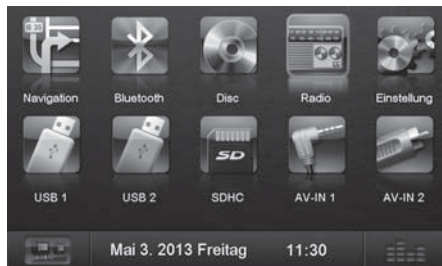 Navigation Bluetooth Disc Radio Einstellung
SD
USB 1 USB 2 SDHC AV-IN 1 AV-IN 2
Mai 3. 2013 Freitag 11:30